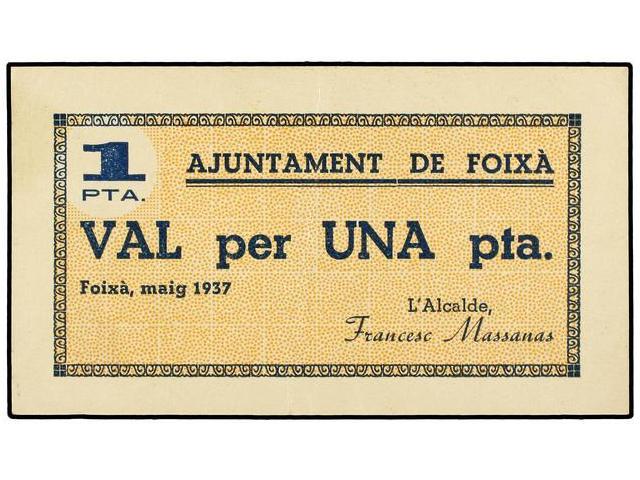 1
PTA.
AJUNTAMENT DE FOIXÀ
VAL per UNA pta.
Foixà, maig 1937
L'Alcalde,
Francesc Massanas